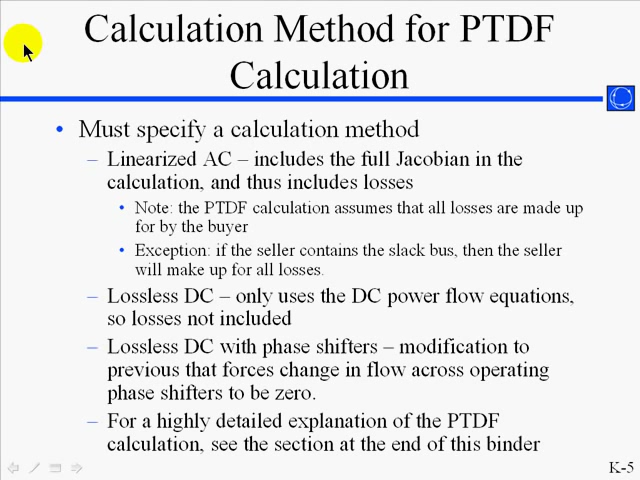 Calculation Method for PTDF
Calculation
• Must specify a calculation method
– Linearized AC – includes the full Jacobian in the
calculation, and thus includes losses
• Note: the PTDF calculation assumes that all losses are made up
for by the buyer
• Exception: if the seller contains the slack bus, then the seller
will make up for all losses.
– Lossless DC – only uses the DC power flow equations,
so losses not included
– Lossless DC with phase shifters – modification to
previous that forces change in flow across operating
phase shifters to be zero.
– For a highly detailed explanation of the PTDF
calculation, see the section at the end of this binder
K-5